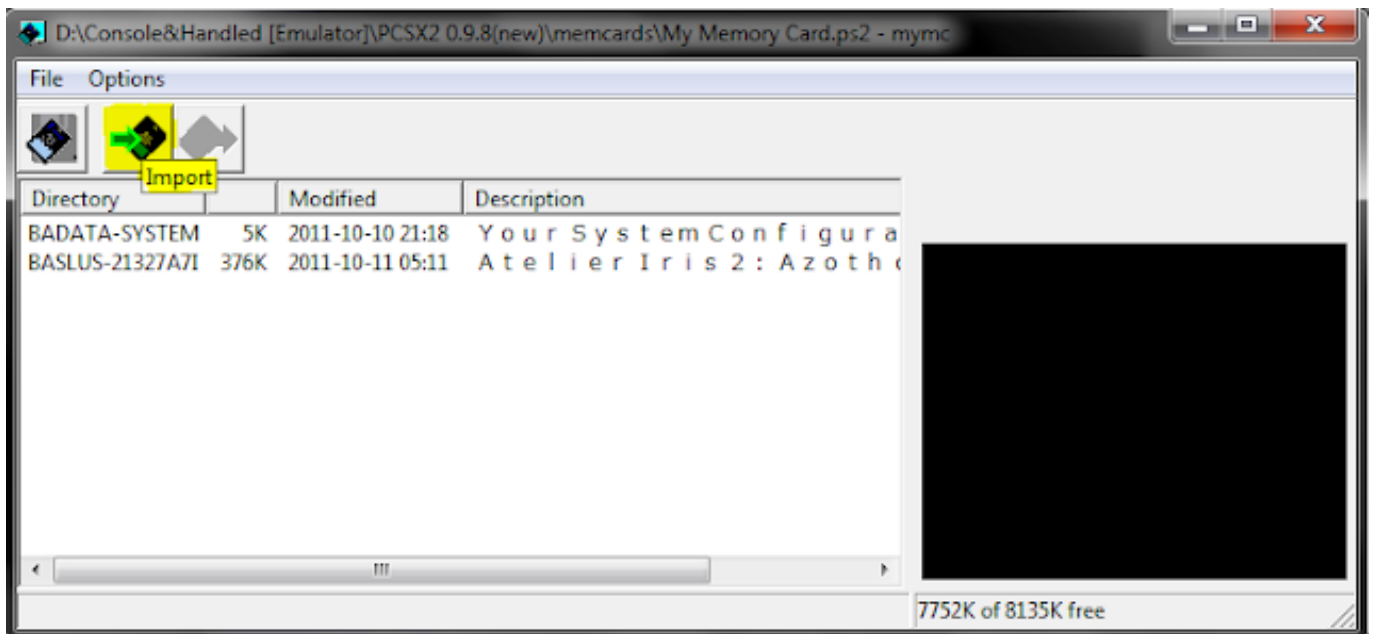 D:\Console&Handled [Emulator]\PCSX2 0.9.8(new)\memcards\My Memory Card.ps2 - mymc
File Options
Import
Directory Modified Description
BADATA-SYSTEM 5K 2011-10-10 21:18 Your System Configura
BASLUS-21327A7I 376K 2011-10-11 05:11 Atelier Iris 2: Azoth
7752K of 8135K free